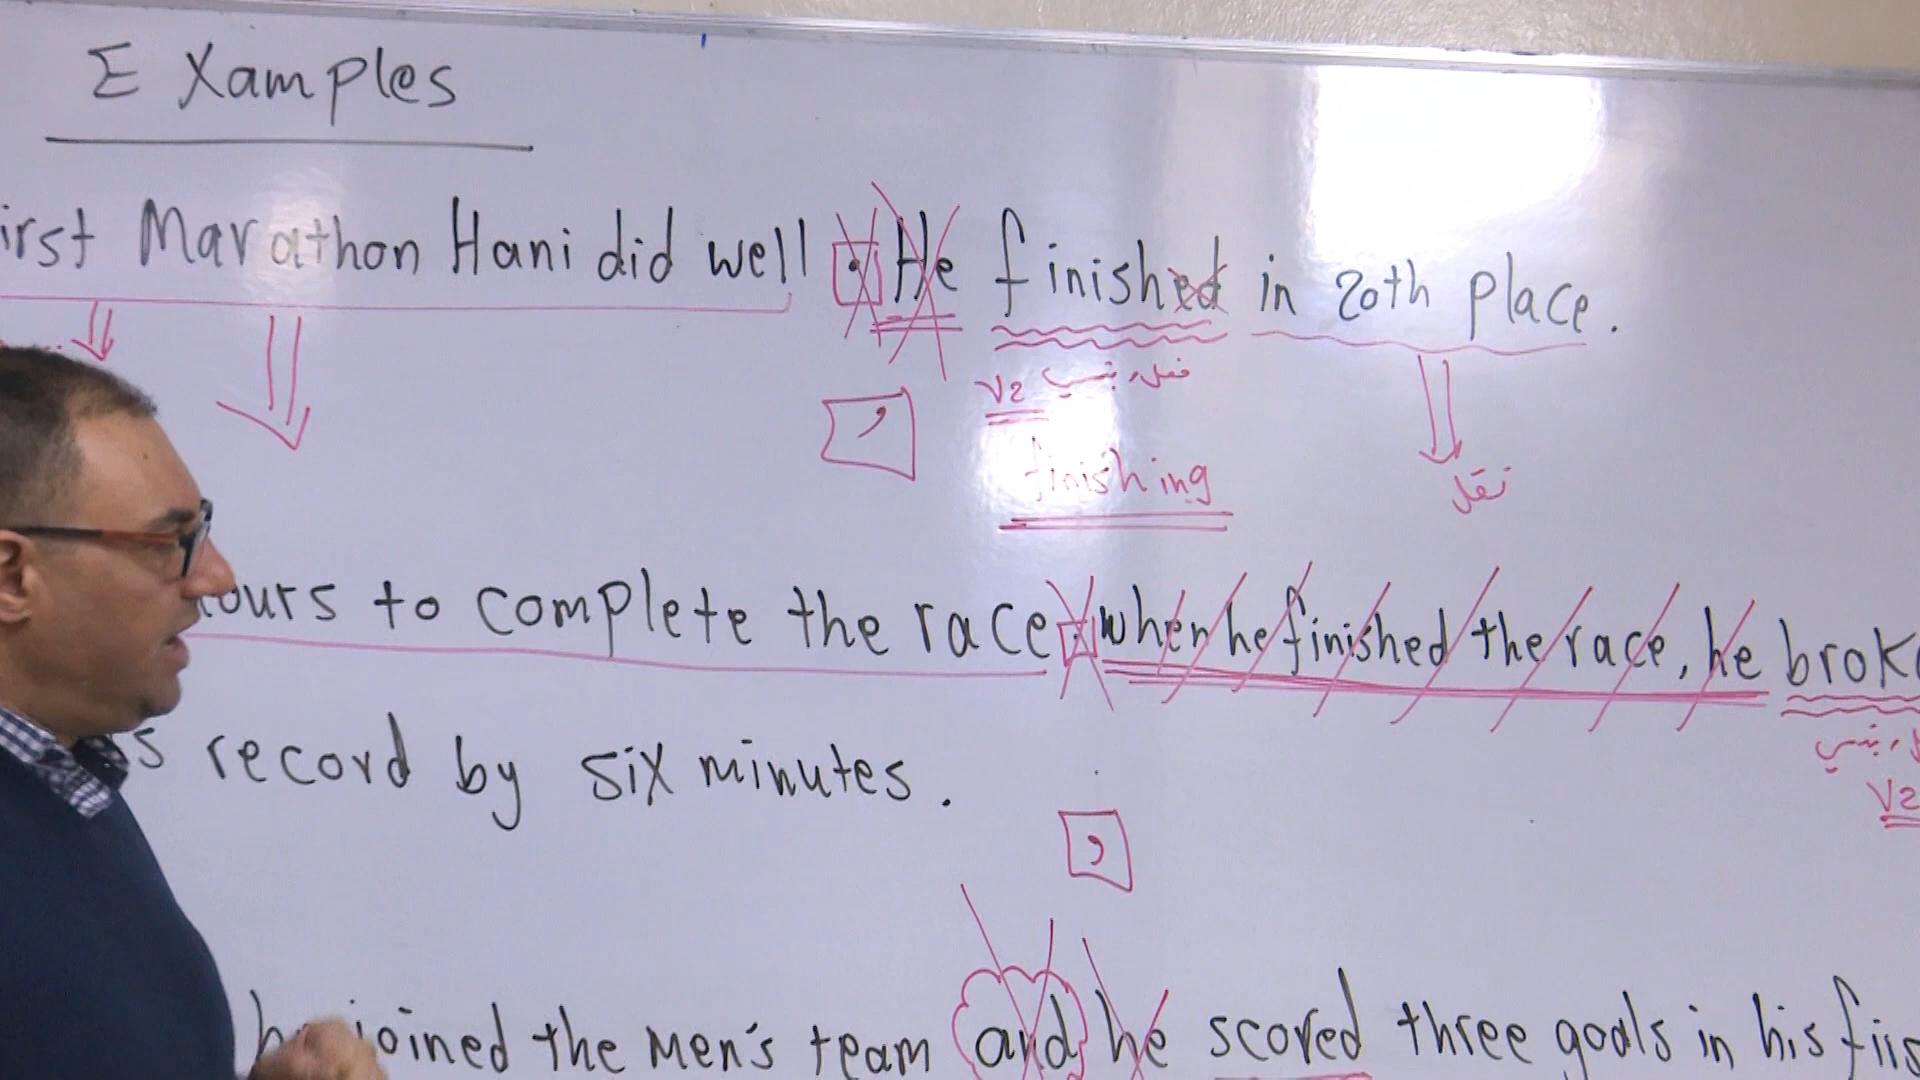 E Xamples
irst Marathon Hani did well . He finished in 20th place.
V2
,
finishing
نقل
ours to complete the race . when he finished the race, he brok
s record by six minutes.
V2
,
he joined the Men's team and he scored three goals in his firs